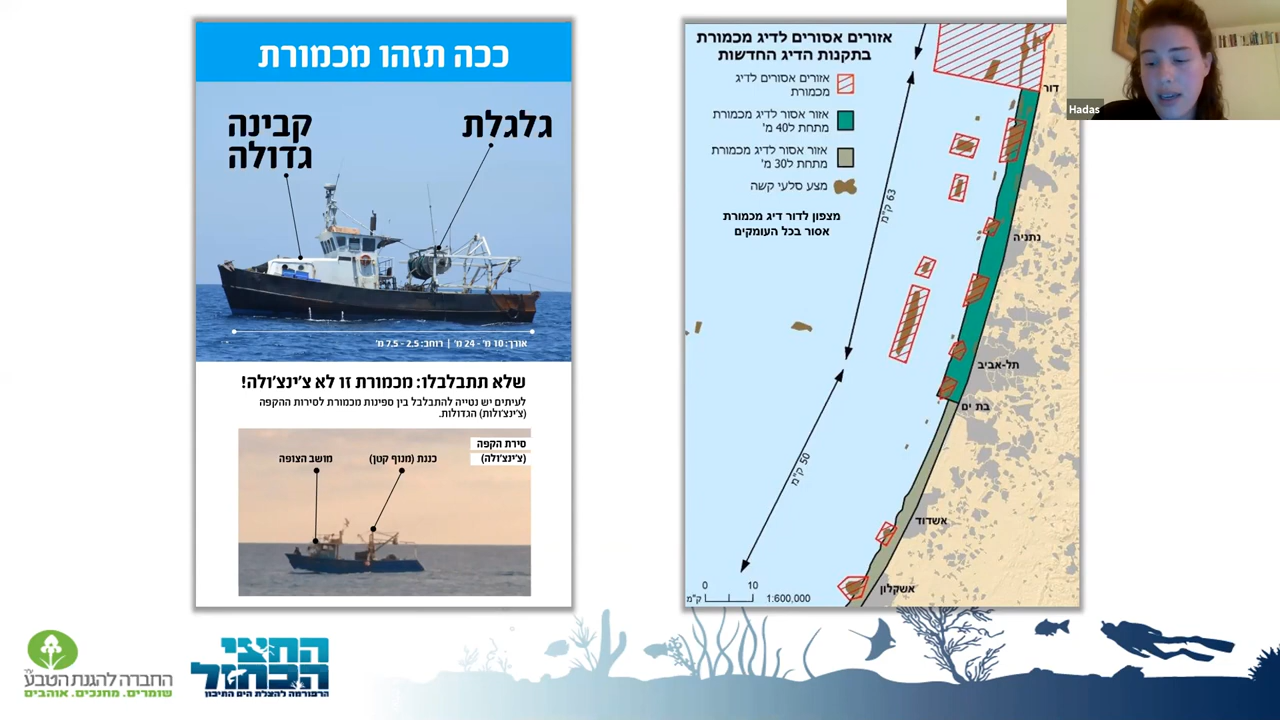 ככה תזהו מכמורת
קבינה
גדולה
גלגלת
אורך: 10 מ' - 24 מ' | רוחב: 2.5 - 7.5 מ'
שלא תתבלבלו: מכמורת זו לא צ'ינצ'ולה!
לעיתים יש נטייה להתבלבל בין ספינות מכמורת לסירות ההקפה
(צ'ינצ'ולות) הגדולות.
סירת הקפה
(צ'ינצ'ולה)
כננת (מנוף קטן)
מושב הצופה
אזורים אסורים לדיג מכמורת
בתקנות הדיג החדשות
אזורים אסורים לדיג
מכמורת
אזור אסור לדיג מכמורת
מתחת ל40 מ'
אזור אסור לדיג מכמורת
מתחת ל30 מ'
מצע סלעי קשה
מצפון לדור דיג מכמורת
אסור בכל העומקים
63 ק"מ
50 ק"מ
דור
נתניה
תל-אביב
בת ים
אשדוד
אשקלון
0 10
ק"מ
1:600,000
Hadas
החברה להגנת הטבע
שומרים. מחנכים. אוהבים.
החצי
הכחול
הרפורמה להצלת הים התיכון